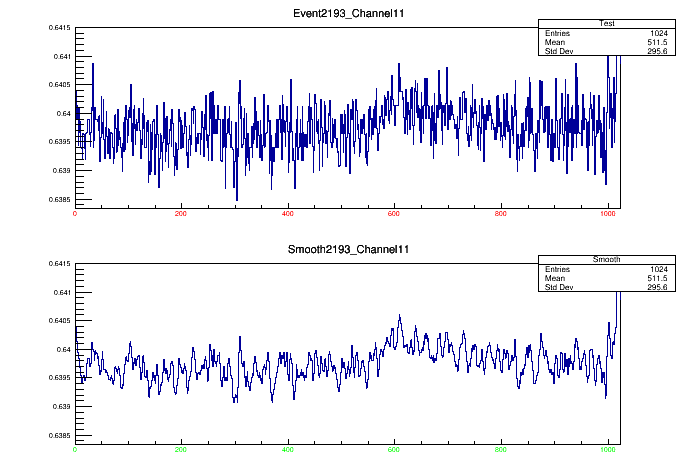 Event2193_Channel11
Test
Entries 1024
Mean 511.5
Std Dev 295.6
0.6415
0.641
0.6405
0.64
0.6395
0.639
0.6385
0 200 400 600 800 1000
Smooth2193_Channel11
Smooth
Entries 1024
Mean 511.5
Std Dev 295.6
0.6415
0.641
0.6405
0.64
0.6395
0.639
0.6385
0 200 400 600 800 1000